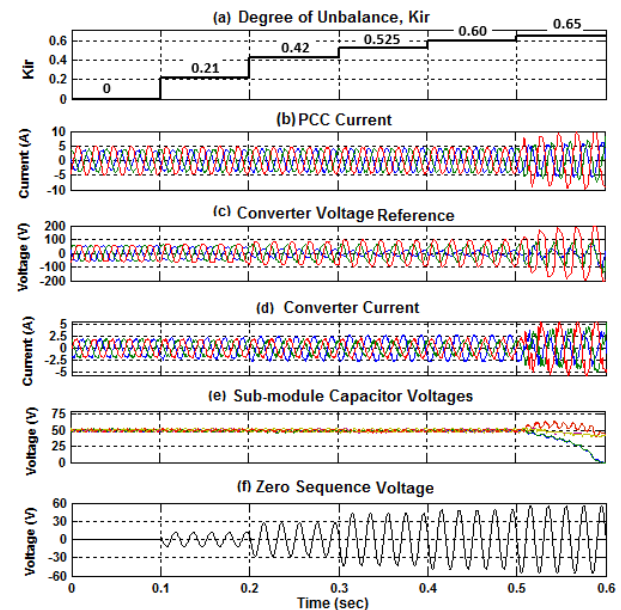 (a) Degree of Unbalance, Kir
Kir
0.6
0.4
0.2
0
0
0.21
0.42
0.525
0.60
0.65
(b) PCC Current
Current (A)
10
5
0
-5
-10
(c) Converter Voltage Reference
Voltage (V)
200
100
0
-100
-200
(d) Converter Current
Current (A)
5
2.5
0
-2.5
-5
(e) Sub-module Capacitor Voltages
Voltage (V)
75
50
25
0
(f) Zero Sequence Voltage
Voltage (V)
60
30
0
-30
-60
0 0.1 0.2 0.3 0.4 0.5 0.6
Time (sec)